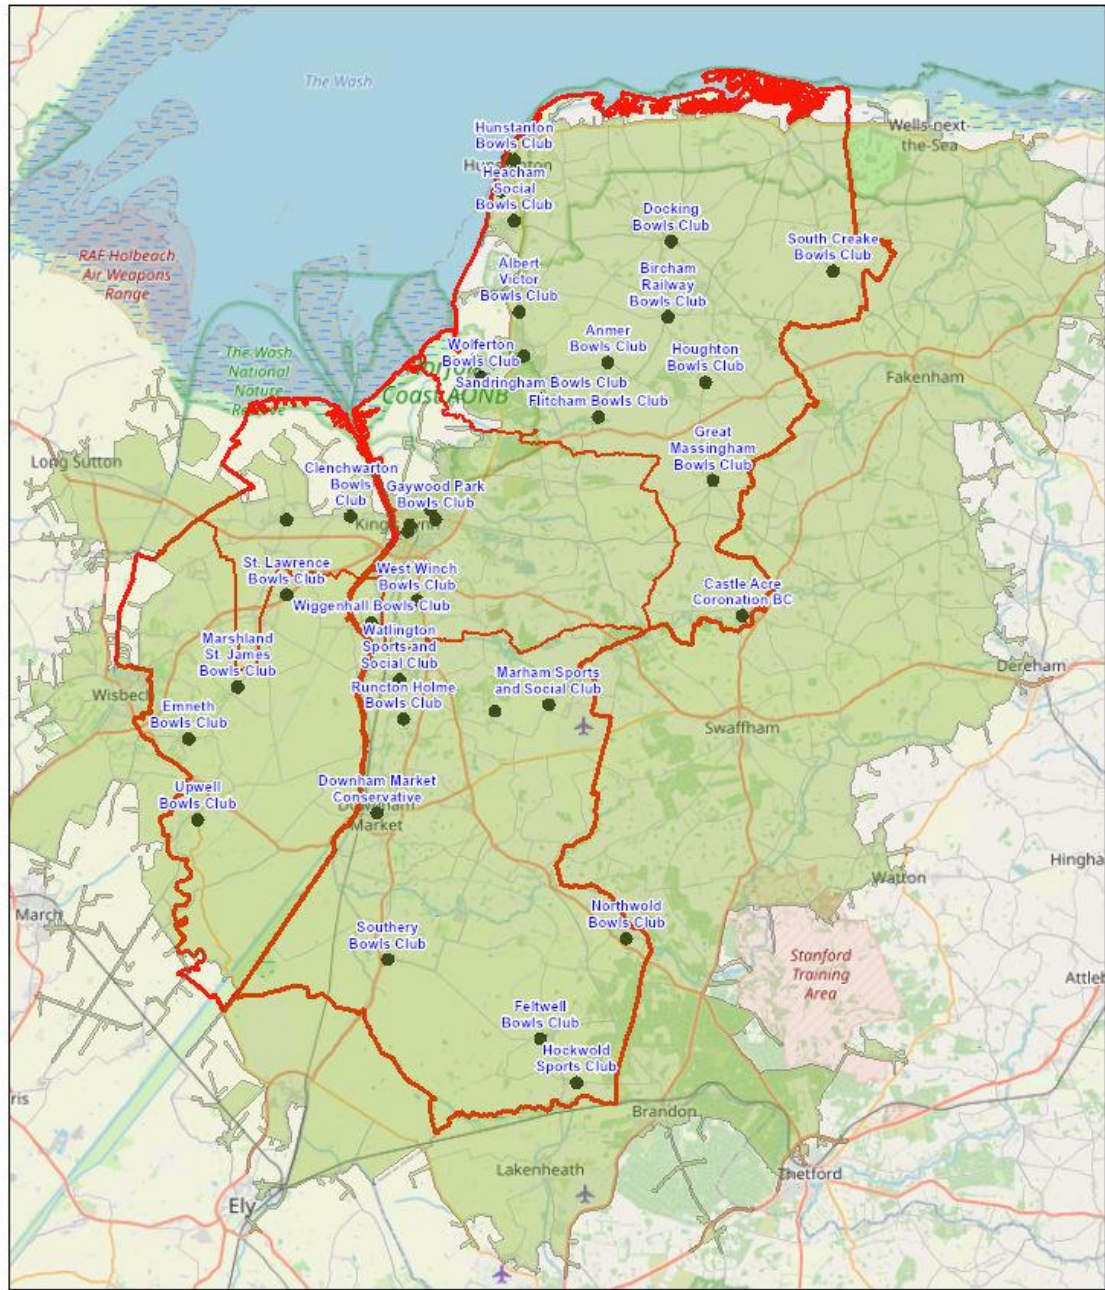 The Wash
Wells-next-
the-Sea
Hunstanton
Bowls Club
Heacham
Social
Bowls Club
Docking
Bowls Club
South Creake
Bowls Club
RAF Holbeach
Air Weapons
Range
Albert
Victor
Bowls Club
Bircham
Railway
Bowls Club
The Wash
National
Nature
Reserve
Wolferton
Bowls Club
Anmer
Bowls Club
Houghton
Bowls Club
Fakenham
Sandringham Bowls Club
Coast AONB
Flitcham Bowls Club
Long Sutton
Great
Massingham
Bowls Club
Clenchwarton
Bowls
Club
Gaywood Park
Bowls Club
St. Lawrence
Bowls Club
West Winch
Bowls Club
Wiggenhall Bowls Club
Castle Acre
Coronation BC
Watlington
Sports and
Social Club
Marshland
St. James
Bowls Club
Dereham
Wisbech
Runcton Holme
Bowls Club
Marham Sports
and Social Club
Emneth
Bowls Club
Swaffham
Upwell
Bowls Club
Downham Market
Conservative
Market
Hingha
Watton
March
Northwold
Bowls Club
Southery
Bowls Club
Stanford
Training
Area
Attleb
Feltwell
Bowls Club
Hockwold
Sports Club
ris
Brandon
Lakenheath
Thetford
Ely